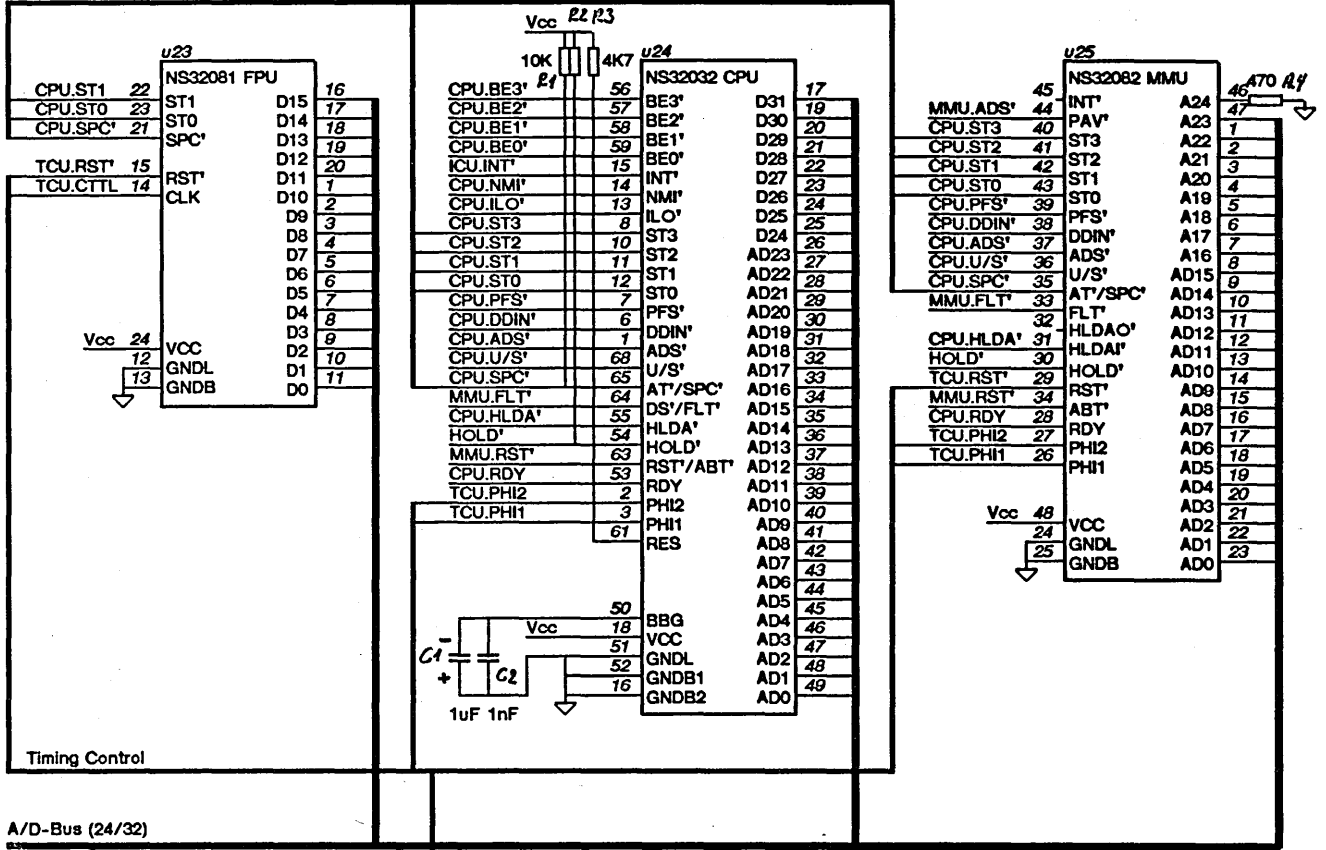 u23
NS32081 FPU
CPU.ST1 22 ST1
CPU.ST0 23 ST0
CPU.SPC' 21 SPC'
TCU.RST' 15 RST'
TCU.CTTL 14 CLK
Vcc 24 VCC
12 GNDL
13 GNDB
D15 16
D14 17
D13 18
D12 19
D11 20
D10 1
D9 2
D8 3
D7 4
D6 5
D5 6
D4 7
D3 8
D2 9
D1 10
D0 11
Vcc R2 R3
10K 4K7
R1
u24
NS32032 CPU
CPU.BE3' 56 BE3'
CPU.BE2' 57 BE2'
CPU.BE1' 58 BE1'
CPU.BE0' 59 BE0'
ICU.INT' 15 INT'
CPU.NMI' 14 NMI'
CPU.ILO' 13 ILO'
CPU.ST3 8 ST3
CPU.ST2 10 ST2
CPU.ST1 11 ST1
CPU.ST0 12 ST0
CPU.PFS' 7 PFS'
CPU.DDIN' 6 DDIN'
CPU.ADS' 1 ADS'
CPU.U/S' 68 U/S'
CPU.SPC' 65 AT'/SPC'
MMU.FLT' 64 DS'/FLT'
CPU.HLDA' 55 HLDA'
HOLD' 54 HOLD'
MMU.RST' 63 RST'/ABT'
CPU.RDY 53 RDY
TCU.PHI2 2 PHI2
TCU.PHI1 3 PHI1
61 RES
50 BBG
Vcc 18 VCC
51 GNDL
52 GNDB1
16 GNDB2
C1 - + C2
1uF 1nF
D31 17
D30 19
D29 20
D28 21
D27 22
D26 23
D25 24
D24 25
AD23 26
AD22 27
AD21 28
AD20 29
AD19 30
AD18 31
AD17 32
AD16 33
AD15 34
AD14 35
AD13 36
AD12 37
AD11 38
AD10 39
AD9 40
AD8 41
AD7 42
AD6 43
AD5 44
AD4 45
AD3 46
AD2 47
AD1 48
AD0 49
u25
NS32082 MMU
45 INT'
MMU.ADS' 44 PAV'
CPU.ST3 40 ST3
CPU.ST2 41 ST2
CPU.ST1 42 ST1
CPU.ST0 43 ST0
CPU.PFS' 39 PFS'
CPU.DDIN' 38 DDIN'
CPU.ADS' 37 ADS'
CPU.U/S' 36 U/S'
CPU.SPC' 35 AT'/SPC'
MMU.FLT' 33 FLT'
32 HLDAO'
CPU.HLDA' 31 HLDAI'
HOLD' 30 HOLD'
TCU.RST' 29 RST'
MMU.RST' 34 ABT'
CPU.RDY 28 RDY
TCU.PHI2 27 PHI2
TCU.PHI1 26 PHI1
Vcc 48 VCC
24 GNDL
25 GNDB
A24 46 470 R4
A23 47
A22 1
A21 2
A20 3
A19 4
A18 5
A17 6
A16 7
AD15 8
AD14 9
AD13 10
AD12 11
AD11 12
AD10 13
AD9 14
AD8 15
AD7 16
AD6 17
AD5 18
AD4 19
AD3 20
AD2 21
AD1 22
AD0 23
Timing Control
A/D-Bus (24/32)